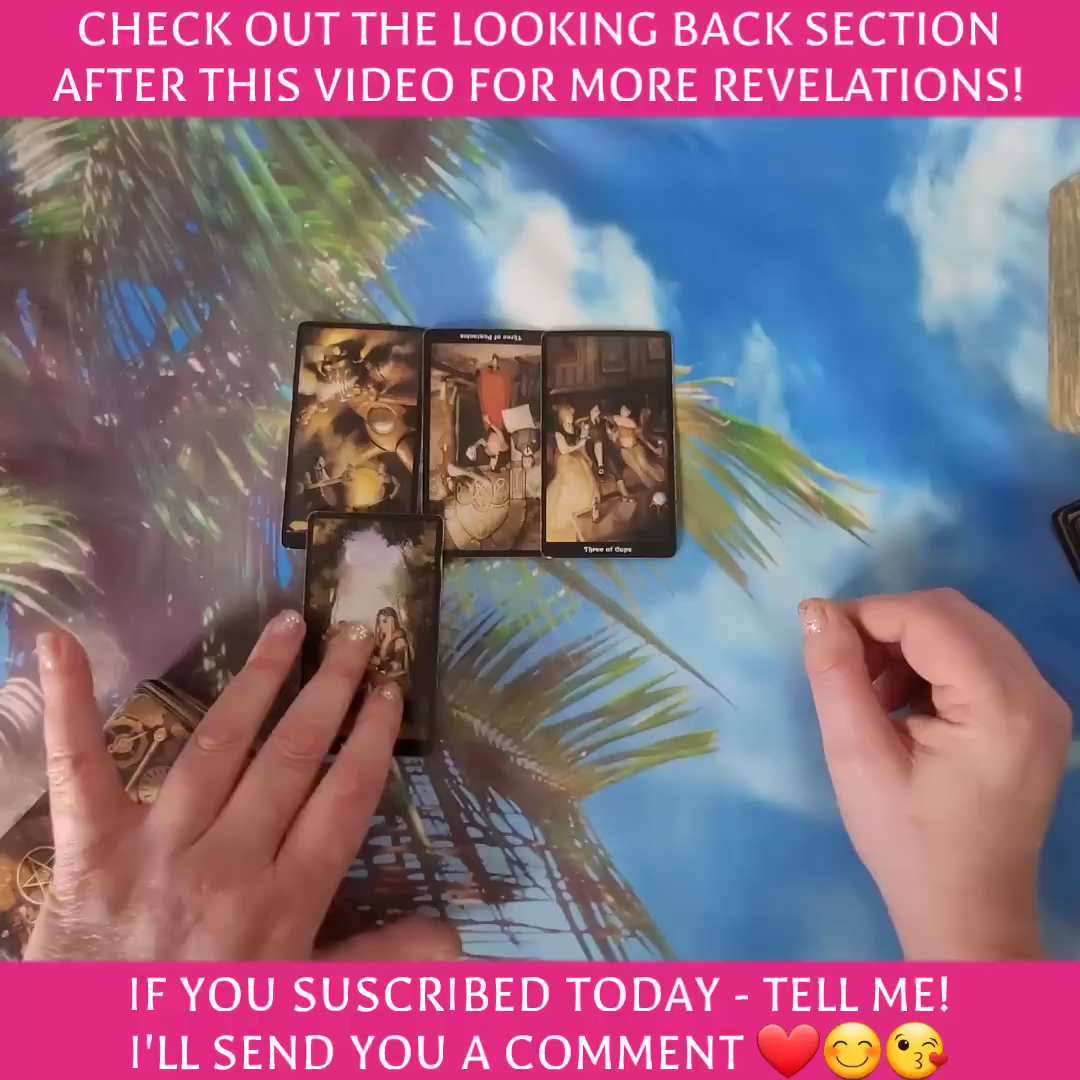 CHECK OUT THE LOOKING BACK SECTION
AFTER THIS VIDEO FOR MORE REVELATIONS!
Three of Pentacles
Three of Cups
IF YOU SUSCRIBED TODAY - TELL ME!
I'LL SEND YOU A COMMENT ❤️😊😘